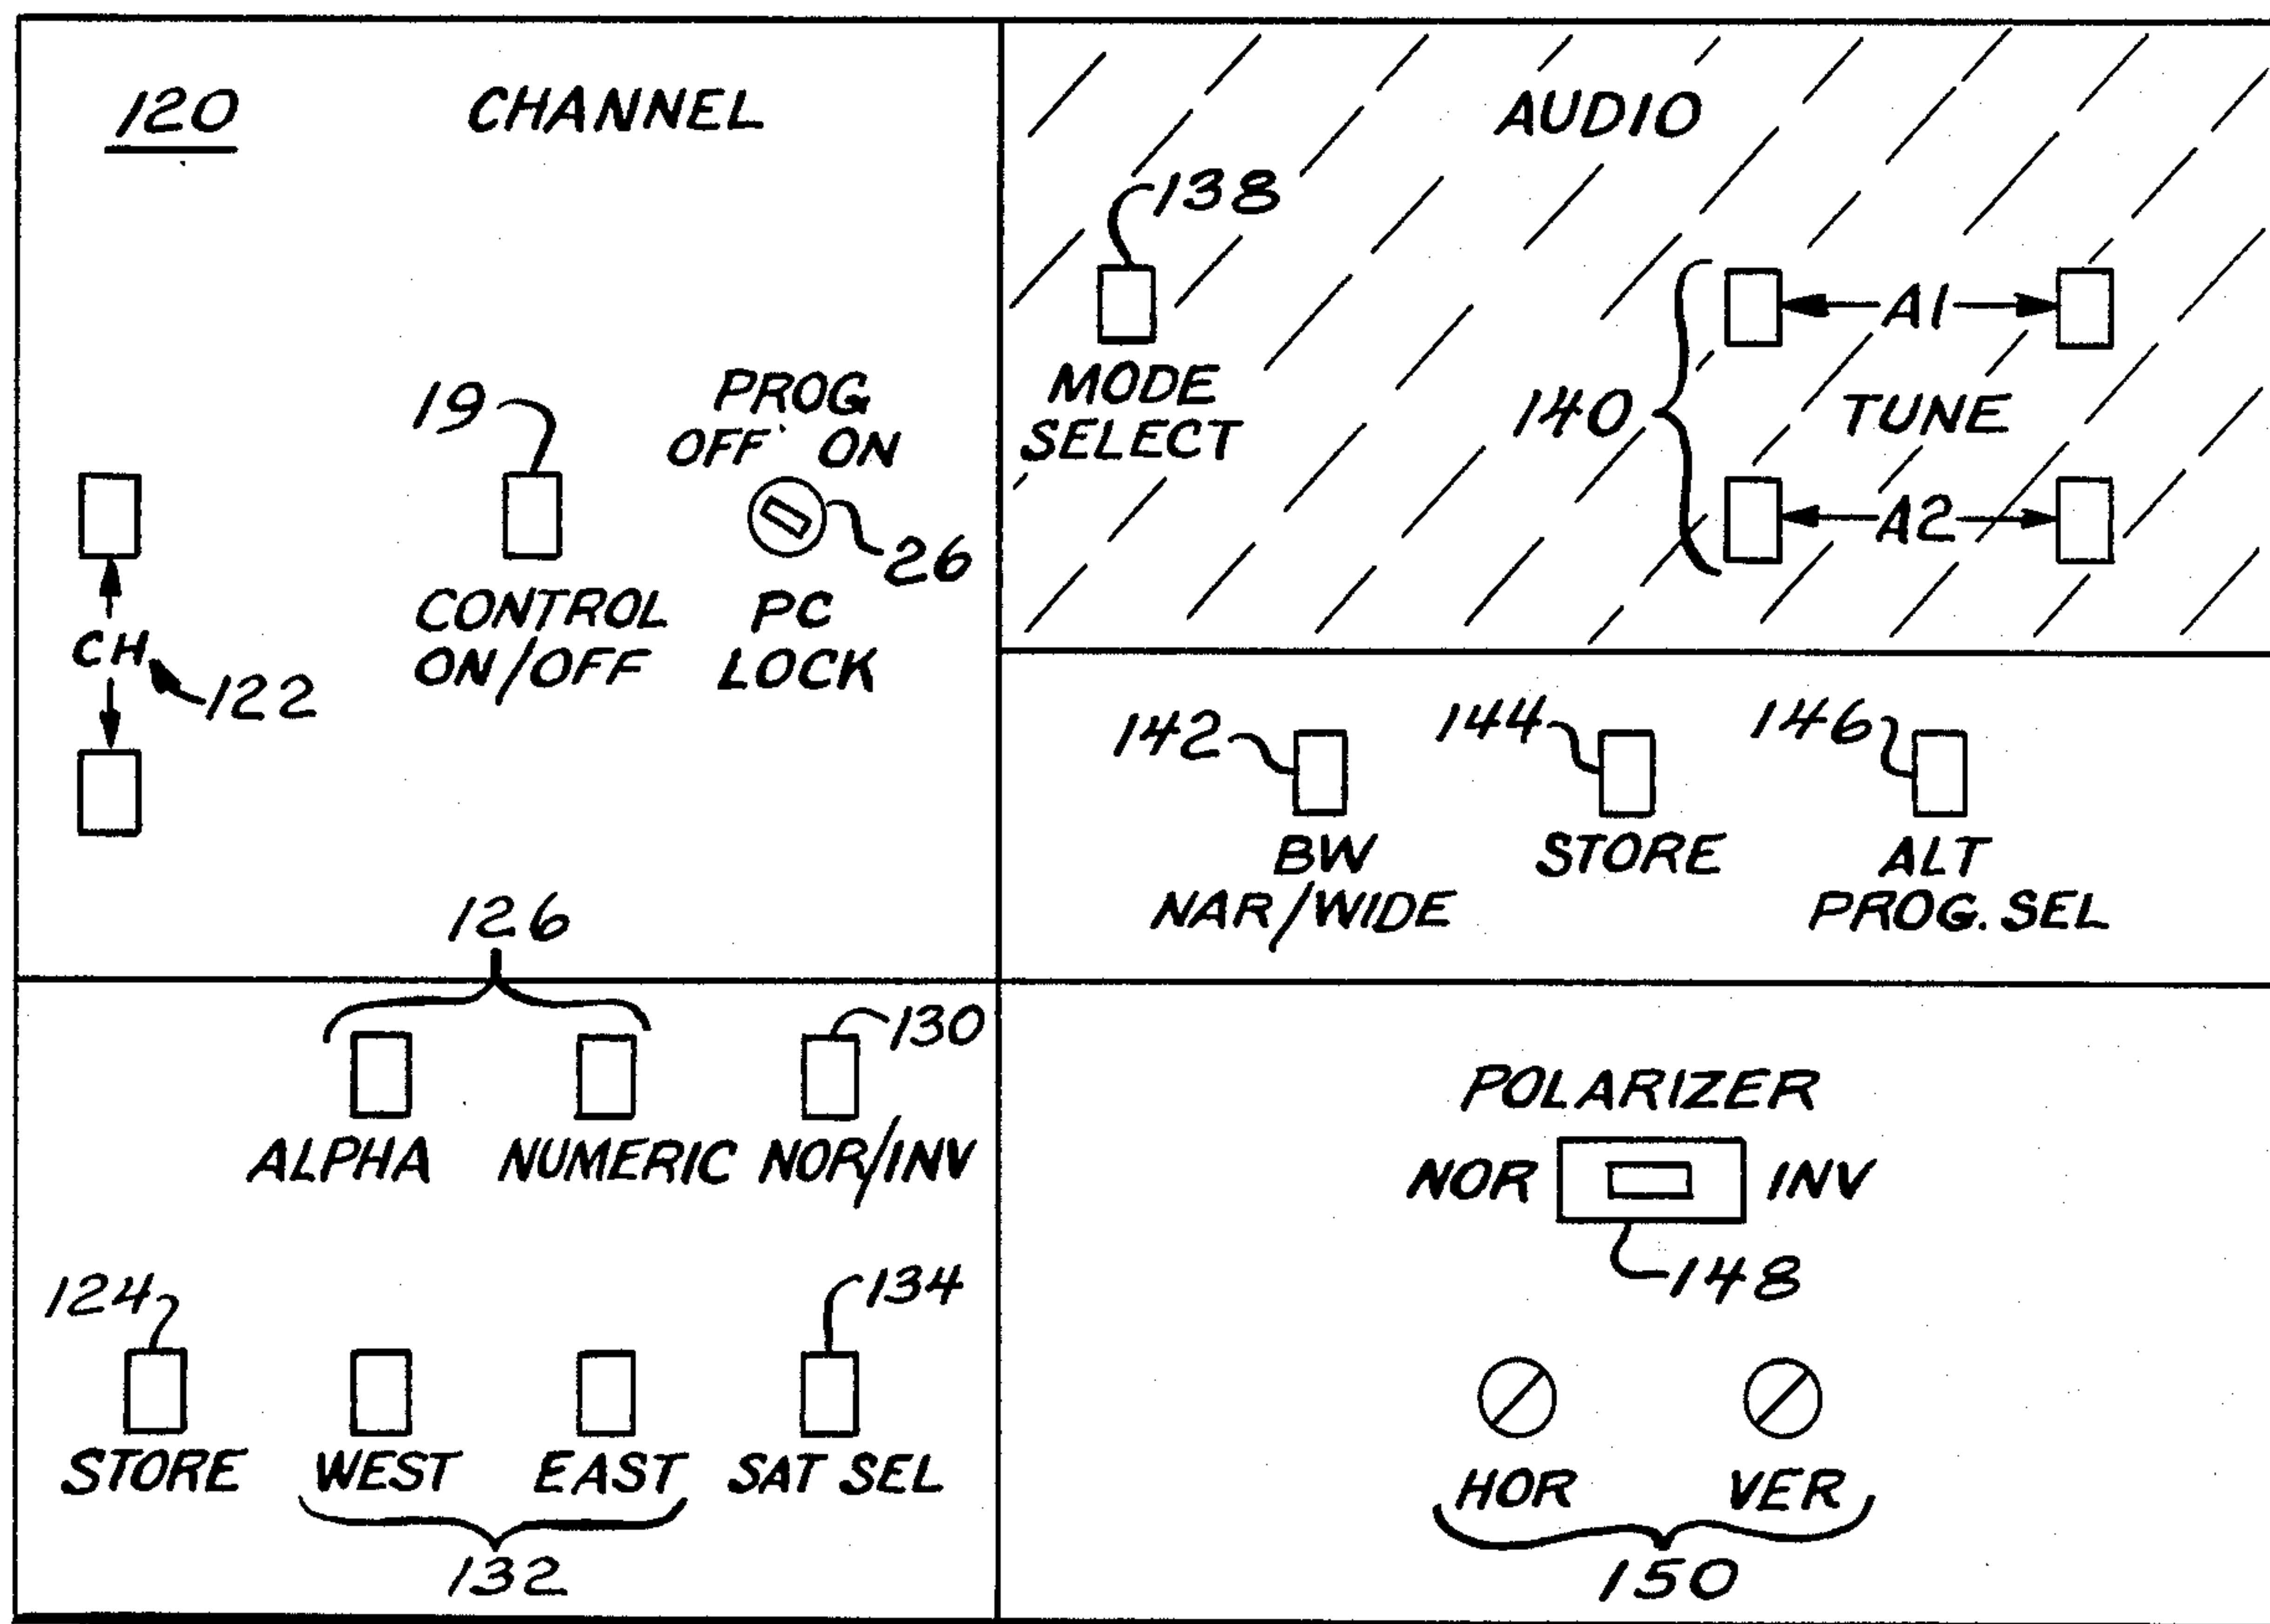 120
CHANNEL
19
PROG
OFF ON
26
CONTROL
ON/OFF
PC
LOCK
CH
122
AUDIO
138
MODE
SELECT
140
A1
TUNE
A2
142
BW
NAR/WIDE
144
STORE
146
ALT
PROG. SEL
126
130
ALPHA
NUMERIC
NOR/INV
124
134
STORE
WEST
EAST
SAT SEL
132
POLARIZER
NOR
INV
148
HOR
VER
150